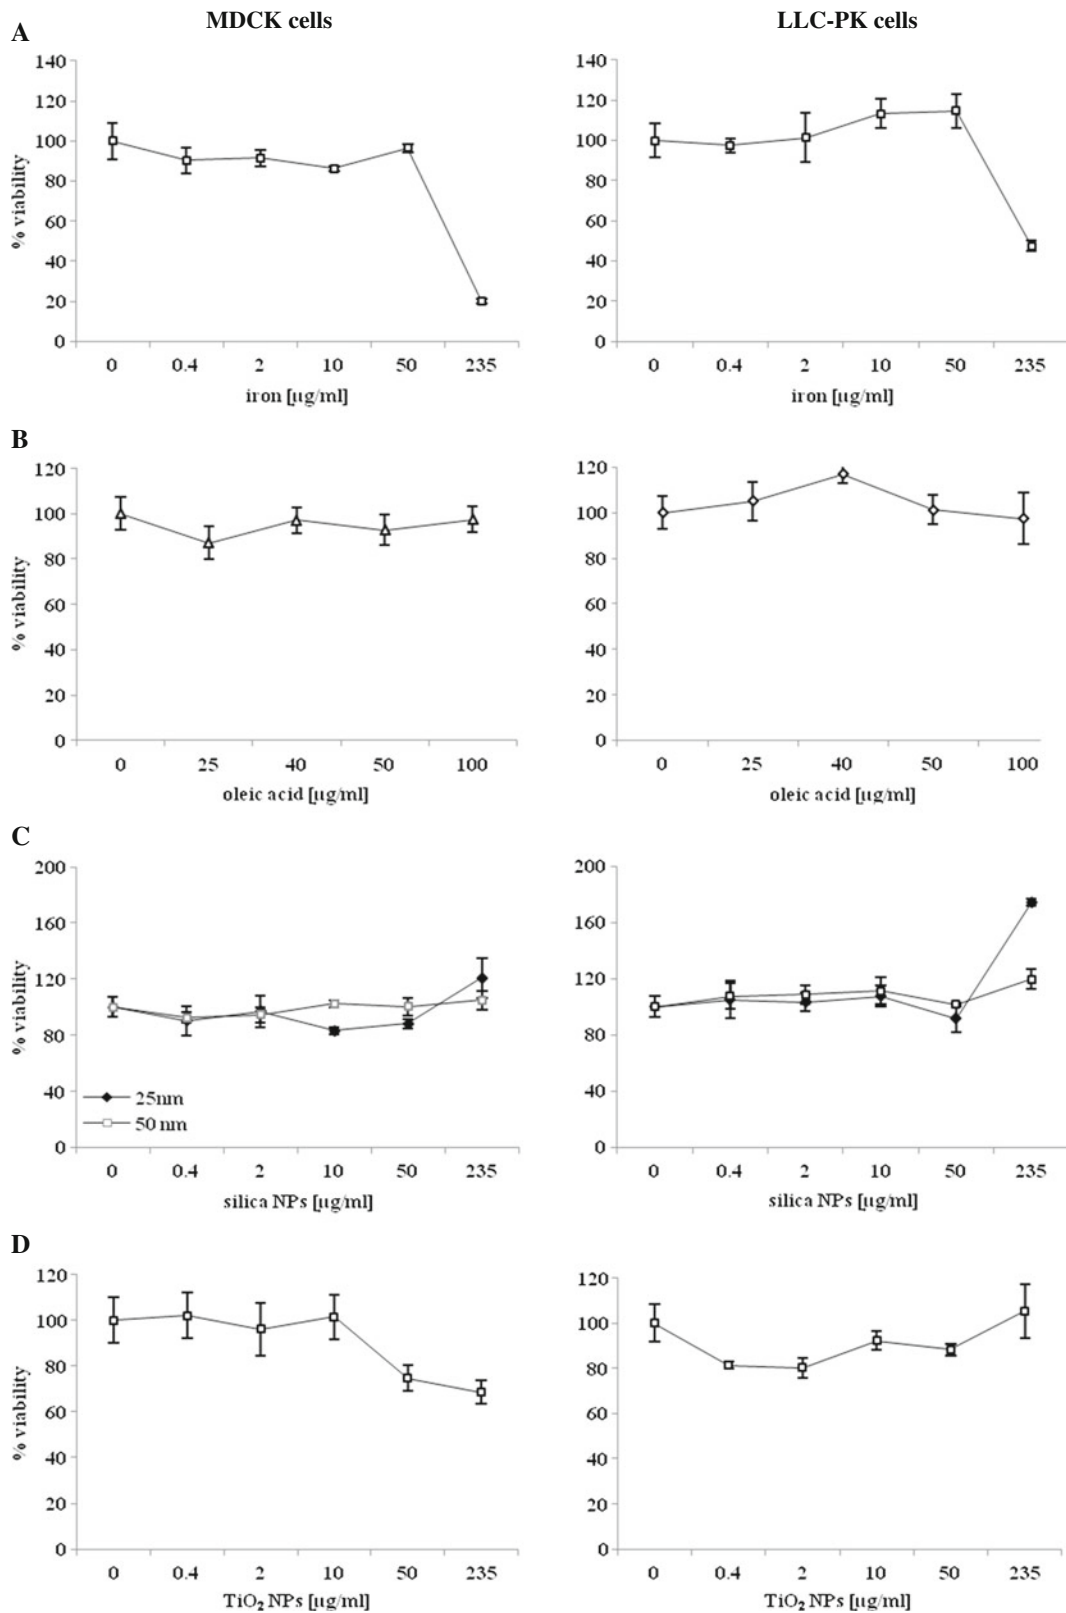 MDCK cells
LLC-PK cells
A
140
120
100
80
60
40
20
0
% viability
0 0.4 2 10 50 235
iron [µg/ml]
140
120
100
80
60
40
20
0
% viability
0 0.4 2 10 50 235
iron [µg/ml]
B
120
100
80
60
40
20
0
% viability
0 25 40 50 100
oleic acid [µg/ml]
120
100
80
60
40
20
0
% viability
0 25 40 50 100
oleic acid [µg/ml]
C
200
160
120
80
40
0
% viability
25nm
50 nm
0 0.4 2 10 50 235
silica NPs [µg/ml]
200
160
120
80
40
0
% viability
0 0.4 2 10 50 235
silica NPs [µg/ml]
D
120
100
80
60
40
20
0
% viability
0 0.4 2 10 50 235
TiO₂ NPs [µg/ml]
120
100
80
60
40
20
0
% viability
0 0.4 2 10 50 235
TiO₂ NPs [µg/ml]